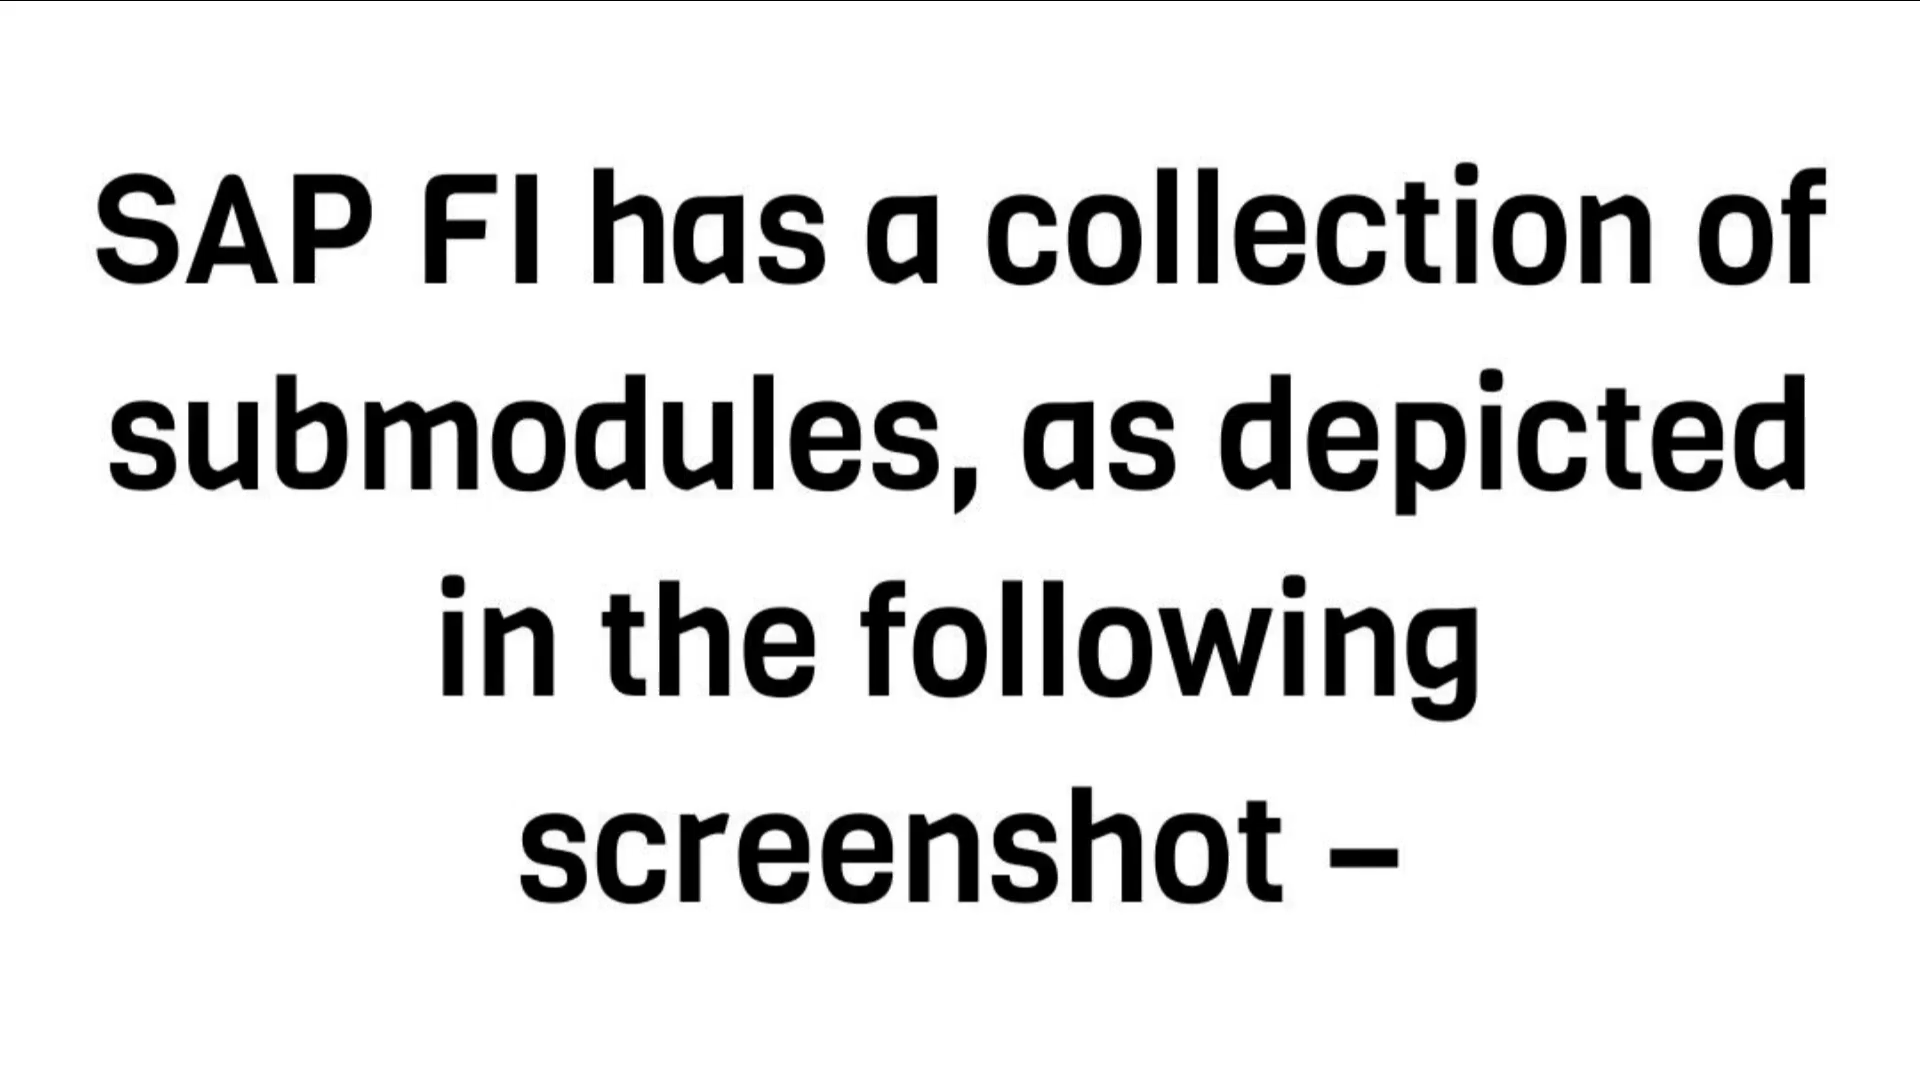 SAP FI has a collection of
submodules, as depicted
in the following
screenshot –